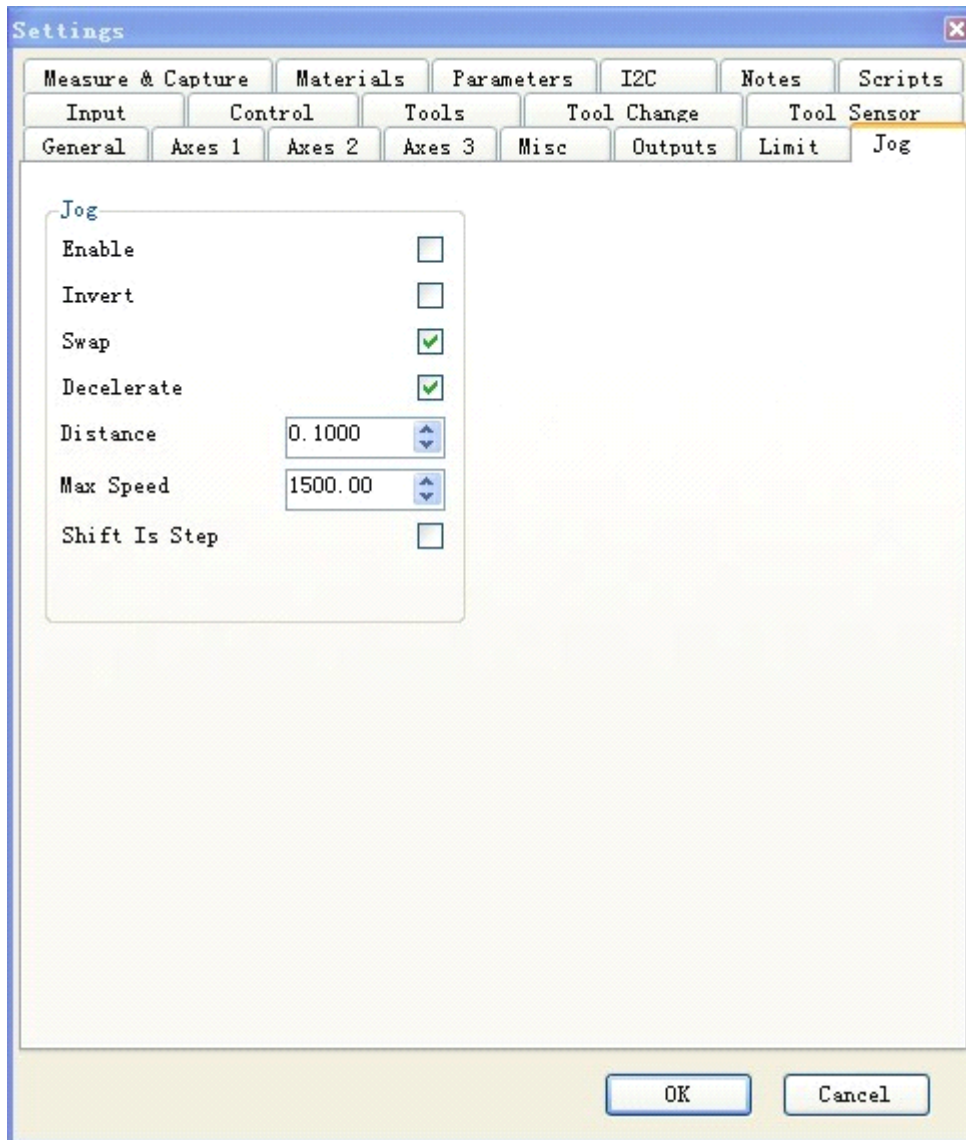 Settings
Measure & Capture Materials Parameters I2C Notes Scripts
Input Control Tools Tool Change Tool Sensor
General Axes 1 Axes 2 Axes 3 Misc Outputs Limit Jog
Jog
Enable
Invert
Swap
Decelerate
Distance 0.1000
Max Speed 1500.00
Shift Is Step
OK Cancel